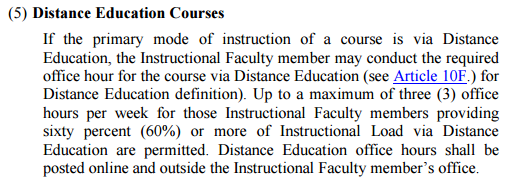 (5) Distance Education Courses
If the primary mode of instruction of a course is via Distance
Education, the Instructional Faculty member may conduct the required
office hour for the course via Distance Education (see Article 10F.) for
Distance Education definition). Up to a maximum of three (3) office
hours per week for those Instructional Faculty members providing
sixty percent (60%) or more of Instructional Load via Distance
Education are permitted. Distance Education office hours shall be
posted online and outside the Instructional Faculty member's office.